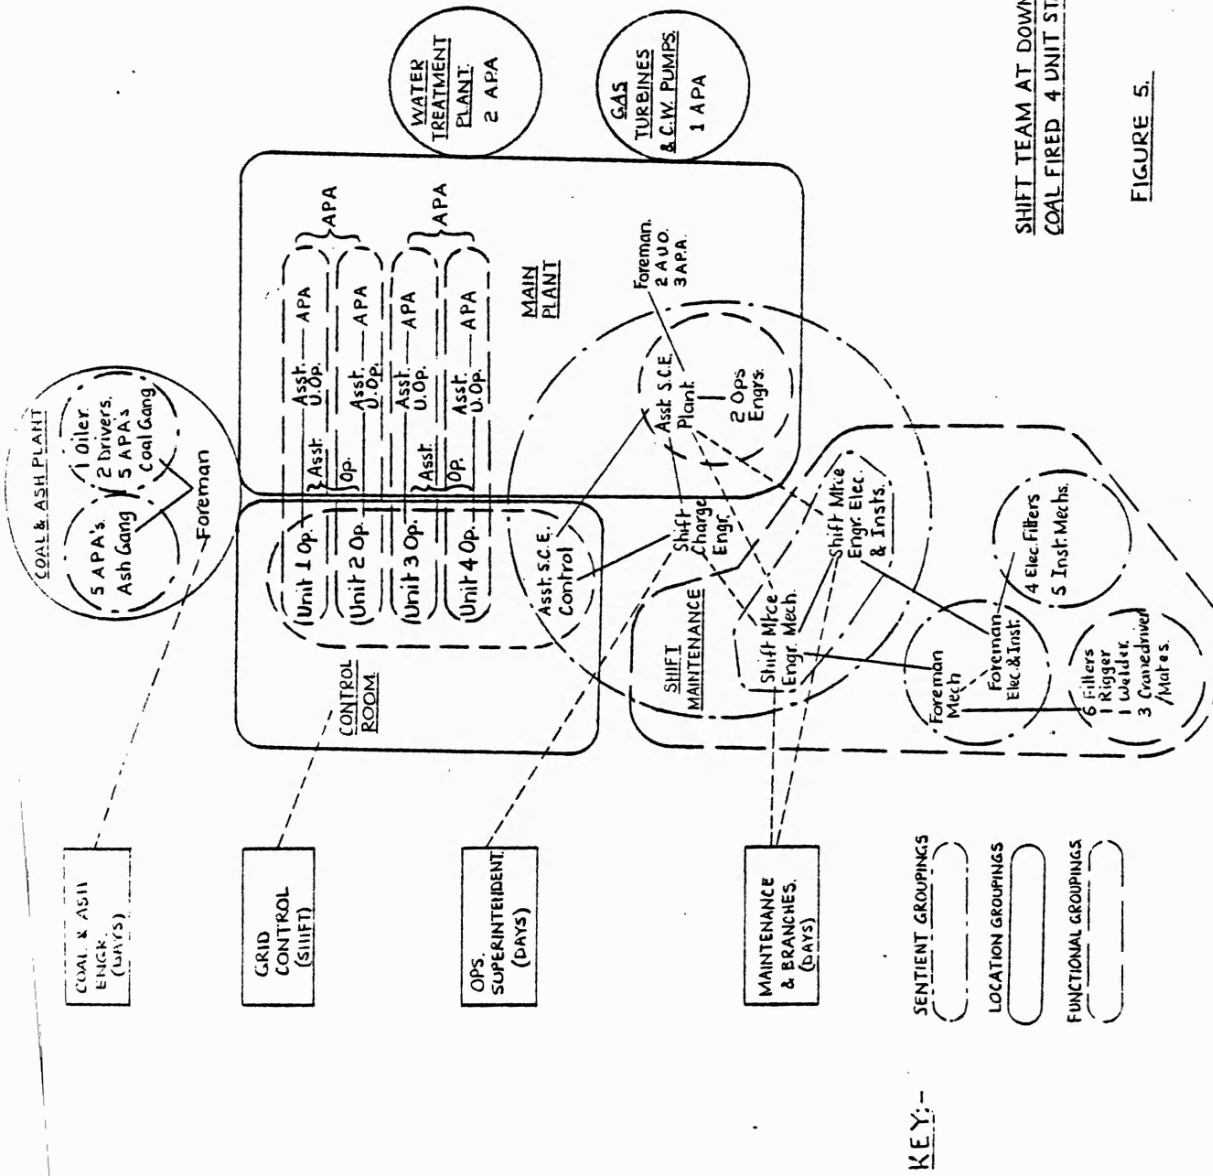 COAL & ASH PLANT
5 APA's.
Ash Gang
1 Oiler.
2 Drivers.
5 APA's
Coal Gang
Foreman
WATER
TREATMENT
PLANT.
2 APA
GAS
TURBINES
& C.W. PUMPS.
1 APA
COAL & ASH
ENGR.
(DAYS)
GRID
CONTROL
(SHIFT)
OPS.
SUPERINTENDENT.
(DAYS)
MAINTENANCE
& BRANCHES.
(DAYS)
CONTROL
ROOM.
Unit 1 Op.
Unit 2 Op.
Unit 3 Op.
Unit 4 Op.
Asst. S.C.E.
Control
Asst.
Op.
Asst.
Op.
Asst.
U.Op.
APA
Asst.
U.Op.
APA
Asst.
U.Op.
APA
Asst.
U.Op.
APA
APA
APA
MAIN
PLANT
Foreman.
2 A.U.O.
3 A.P.A.
Asst. S.C.E.
Plant.
2 Ops
Engrs.
Shift
Charge
Engr.
SHIFT
MAINTENANCE
Shift Mtce
Engr. Mech.
Shift Mtce
Engr. Elec.
& Insts.
Foreman
Mech
Foreman
Elec. & Inst.
6 Fitters
1 Rigger
1 Welder.
3 Cranedriver
/Mates.
4 Elec. Fitters
5 Inst. Mechs.
KEY:-
SENTIENT GROUPINGS
LOCATION GROUPINGS
FUNCTIONAL GROUPINGS
SHIFT TEAM AT DOWN
COAL FIRED 4 UNIT STA
FIGURE 5.